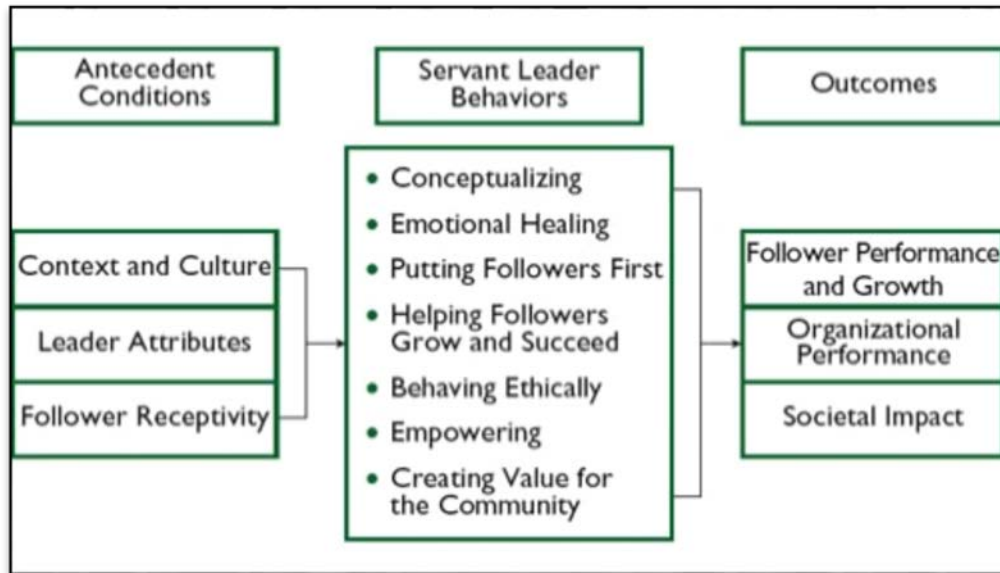 Antecedent
Conditions
Servant Leader
Behaviors
Outcomes
Context and Culture
Leader Attributes
Follower Receptivity
• Conceptualizing
• Emotional Healing
• Putting Followers First
• Helping Followers
Grow and Succeed
• Behaving Ethically
• Empowering
• Creating Value for
the Community
Follower Performance
and Growth
Organizational
Performance
Societal Impact